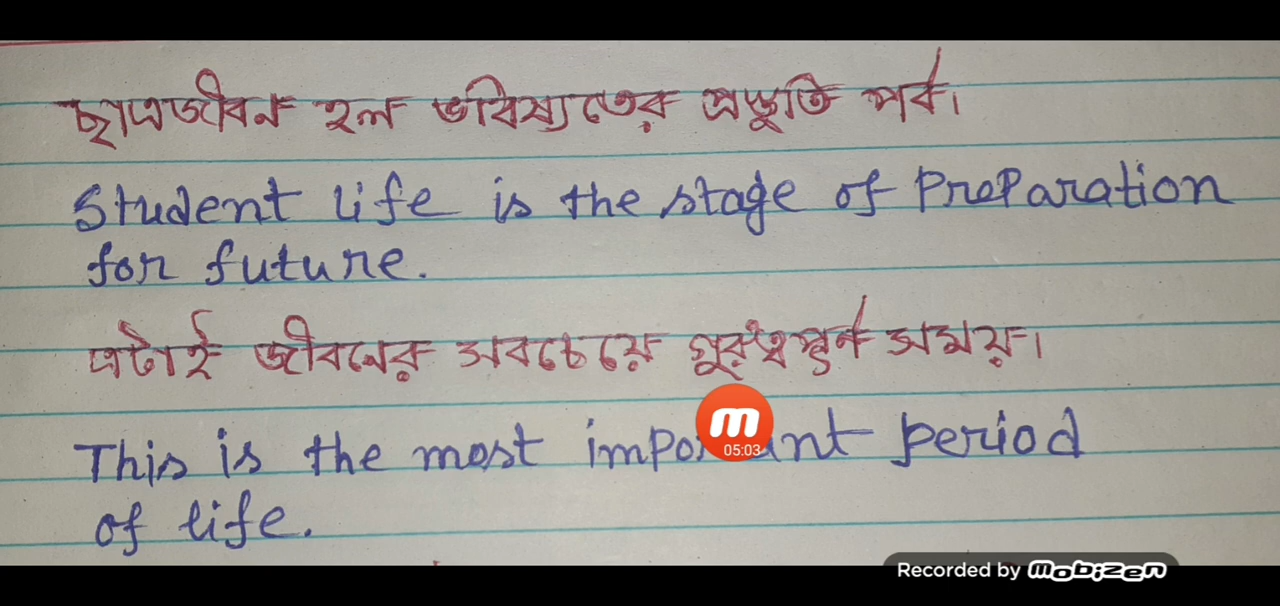 ছাত্রজীবন হল ভবিষ্যতের প্রস্তুতি পর্ব।
Student life is the stage of preparation
for future.
এটাই জীবনের সবচেয়ে গুরুত্বপূর্ণ সময়।
This is the most important period
of life.
05:03
Recorded by mobizen